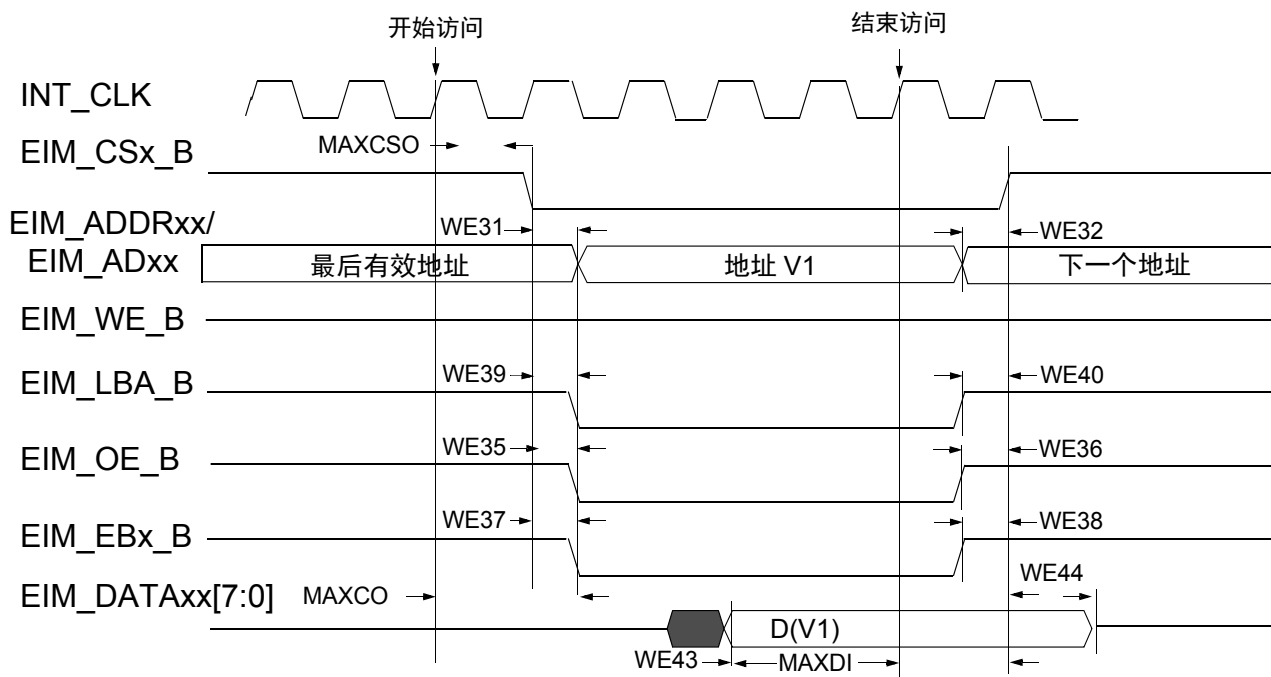 开始访问
结束访问
INT_CLK
MAXCSO
EIM_CSx_B
EIM_ADDRxx/
EIM_ADxx
WE31
WE32
最后有效地址
地址 V1
下一个地址
EIM_WE_B
WE39
WE40
EIM_LBA_B
WE35
WE36
EIM_OE_B
WE37
WE38
EIM_EBx_B
WE44
EIM_DATAxx[7:0]
MAXCO
D(V1)
WE43
MAXDI